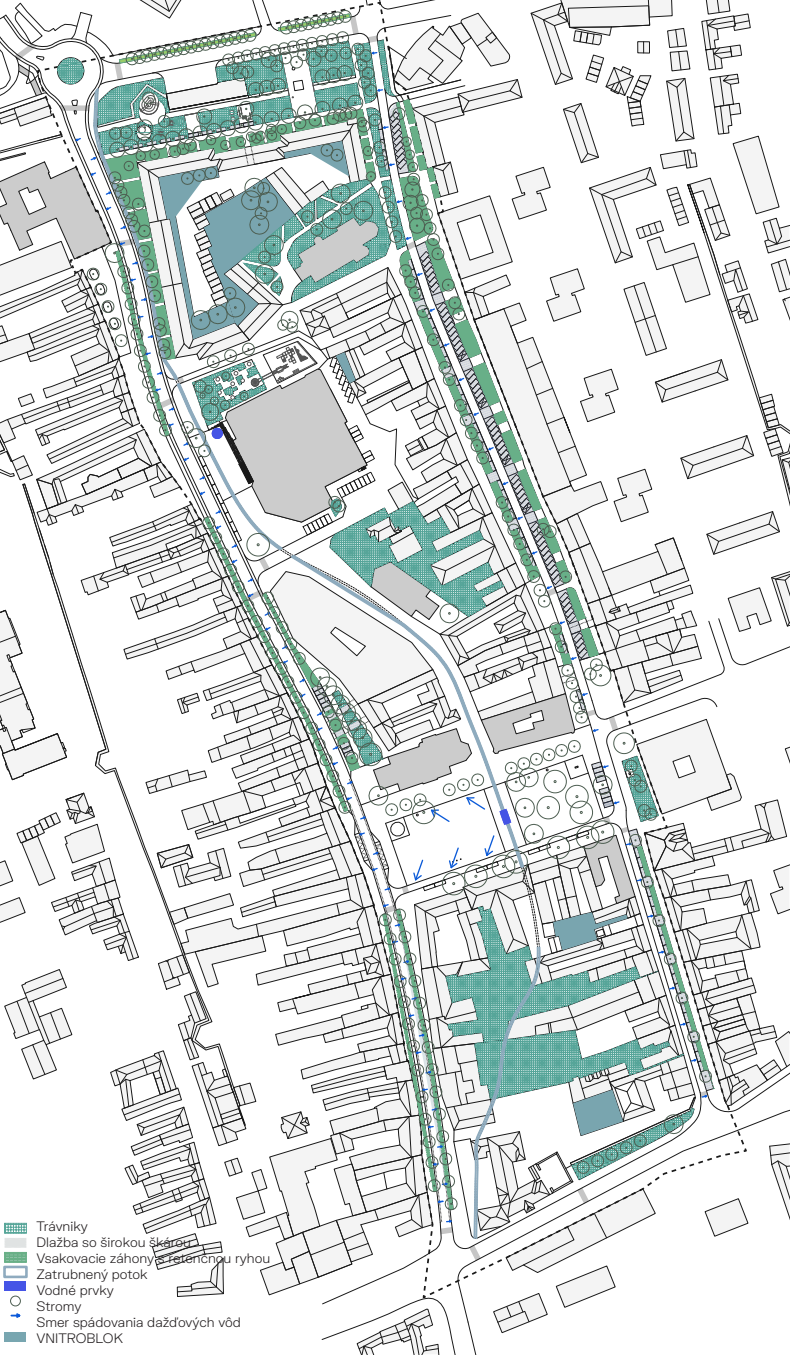 Trávniky
Dlažba so širokou škárou
Vsakovacie záhony s retenčnou ryhou
Zatrubnený potok
Vodné prvky
Stromy
Smer spádovania dažďových vôd
VNITROBLOK